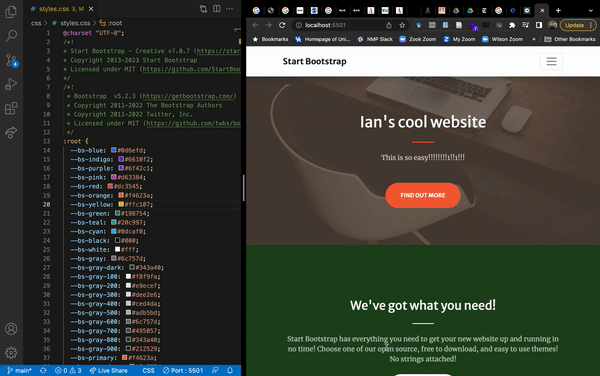 styles.css 2, M
css > styles.css > :root
1 @charset "UTF-8";
2 /*!
3 * Start Bootstrap - Creative v7.0.7 (https://star
4 * Copyright 2013-2023 Start Bootstrap
5 * Licensed under MIT (https://github.com/StartBoo
6 */
7 /*!
8 * Bootstrap v5.2.3 (https://getbootstrap.com/)
9 * Copyright 2011-2022 The Bootstrap Authors
10 * Copyright 2011-2022 Twitter, Inc.
11 * Licensed under MIT (https://github.com/twbs/bo
12 */
13 :root {
14 --bs-blue: #0d6efd;
15 --bs-indigo: #6610f2;
16 --bs-purple: #6f42c1;
17 --bs-pink: #d63384;
18 --bs-red: #dc3545;
19 --bs-orange: #f4623a;
20 --bs-yellow: #ffc107;
21 --bs-green: #198754;
22 --bs-teal: #20c997;
23 --bs-cyan: #0dcaf0;
24 --bs-black: #000;
25 --bs-white: #fff;
26 --bs-gray: #6c757d;
27 --bs-gray-dark: #343a40;
28 --bs-gray-100: #f8f9fa;
29 --bs-gray-200: #e9ecef;
30 --bs-gray-300: #dee2e6;
31 --bs-gray-400: #ced4da;
32 --bs-gray-500: #adb5bd;
33 --bs-gray-600: #6c757d;
34 --bs-gray-700: #495057;
35 --bs-gray-800: #343a40;
36 --bs-gray-900: #212529;
37 --bs-primary: #f4623a;
main* 0 3 Live Share CSS Port : 5501
localhost:5501
Update
Bookmarks Homepage of Uni... NMP Slack Zook Zoom My Zoom Wilson Zoom Other Bookmarks
Start Bootstrap
Ian's cool website
This is so easy!!!!!!!!1!!1!!!
FIND OUT MORE
We've got what you need!
Start Bootstrap has everything you need to get your new website up and running in
no time! Choose one of our open source, free to download, and easy to use themes!
No strings attached!